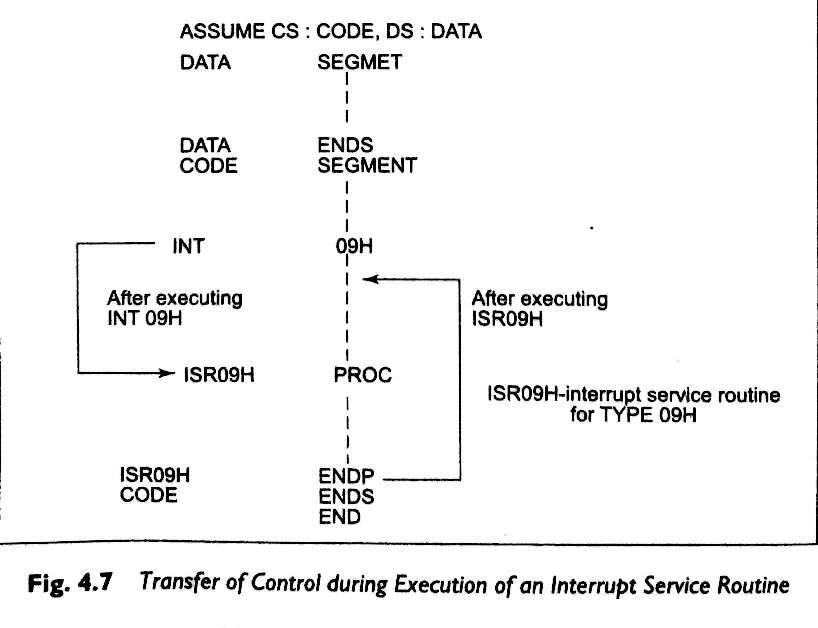 ASSUME CS : CODE, DS : DATA
DATA SEGMET
DATA ENDS
CODE SEGMENT
INT 09H
After executing
INT 09H
After executing
ISR09H
ISR09H PROC
ISR09H-interrupt service routine
for TYPE 09H
ISR09H ENDP
CODE ENDS
END
Fig. 4.7 Transfer of Control during Execution of an Interrupt Service Routine